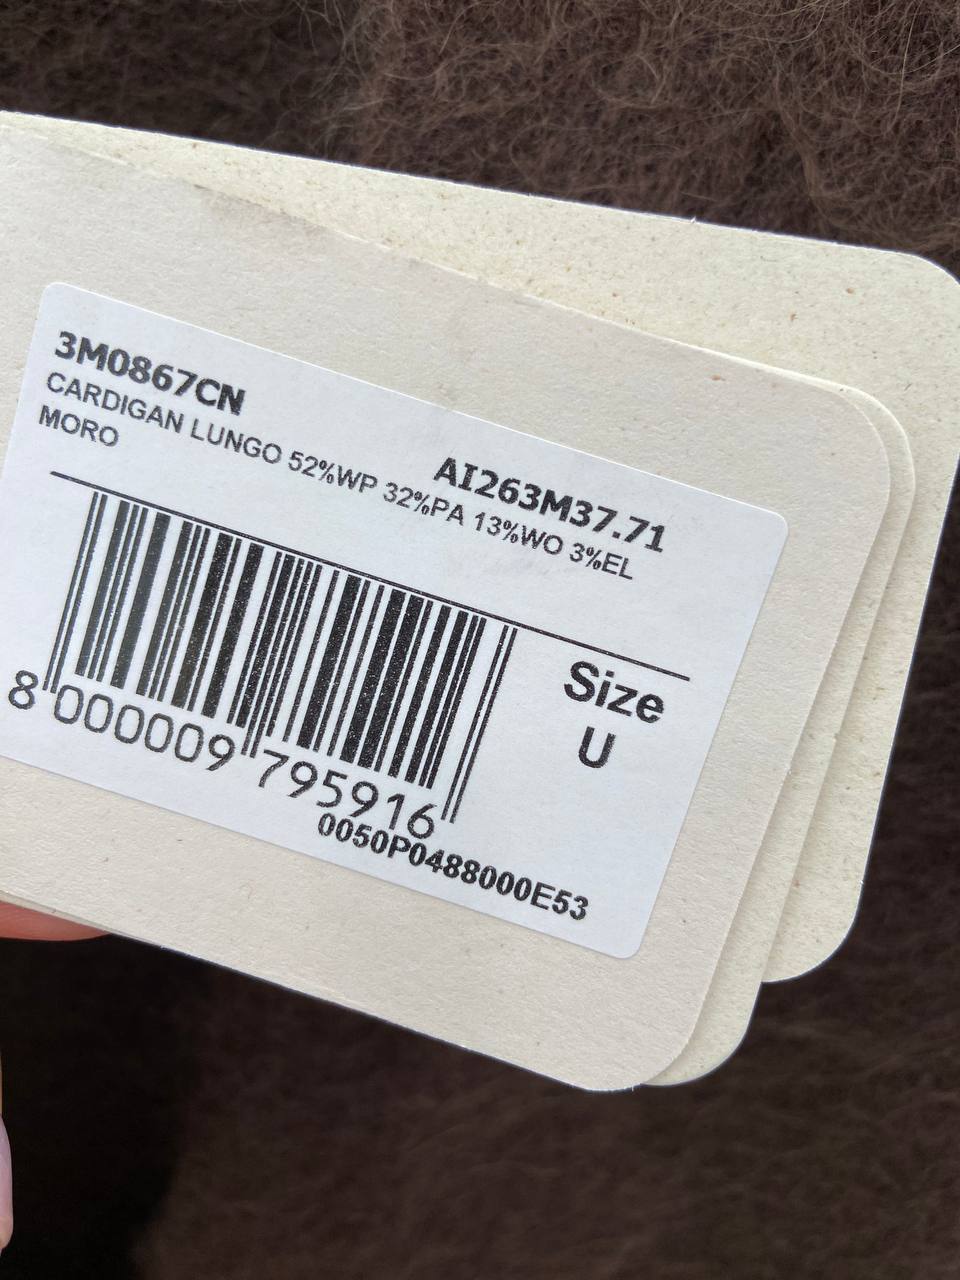 3M0867CN
AI263M37.71
CARDIGAN LUNGO 52%WP 32%PA 13%WO 3%EL
MORO
Size
U
8 000009 795916
0050P0488000E53